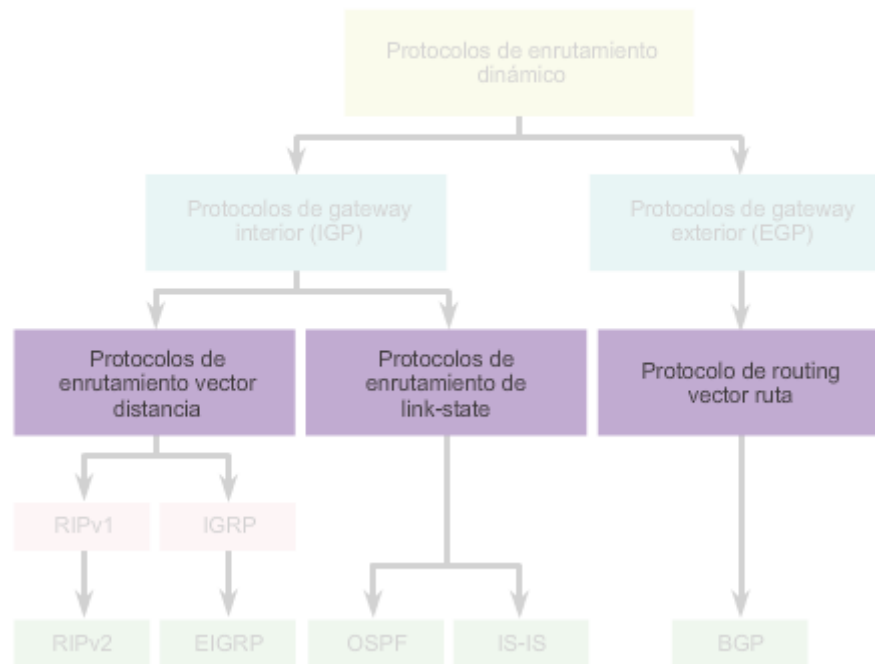 Protocolos de enrutamiento
dinámico
Protocolos de gateway
interior (IGP)
Protocolos de gateway
exterior (EGP)
Protocolos de
enrutamiento vector
distancia
Protocolos de
enrutamiento de
link-state
Protocolo de routing
vector ruta
RIPv1
IGRP
RIPv2
EIGRP
OSPF
IS-IS
BGP